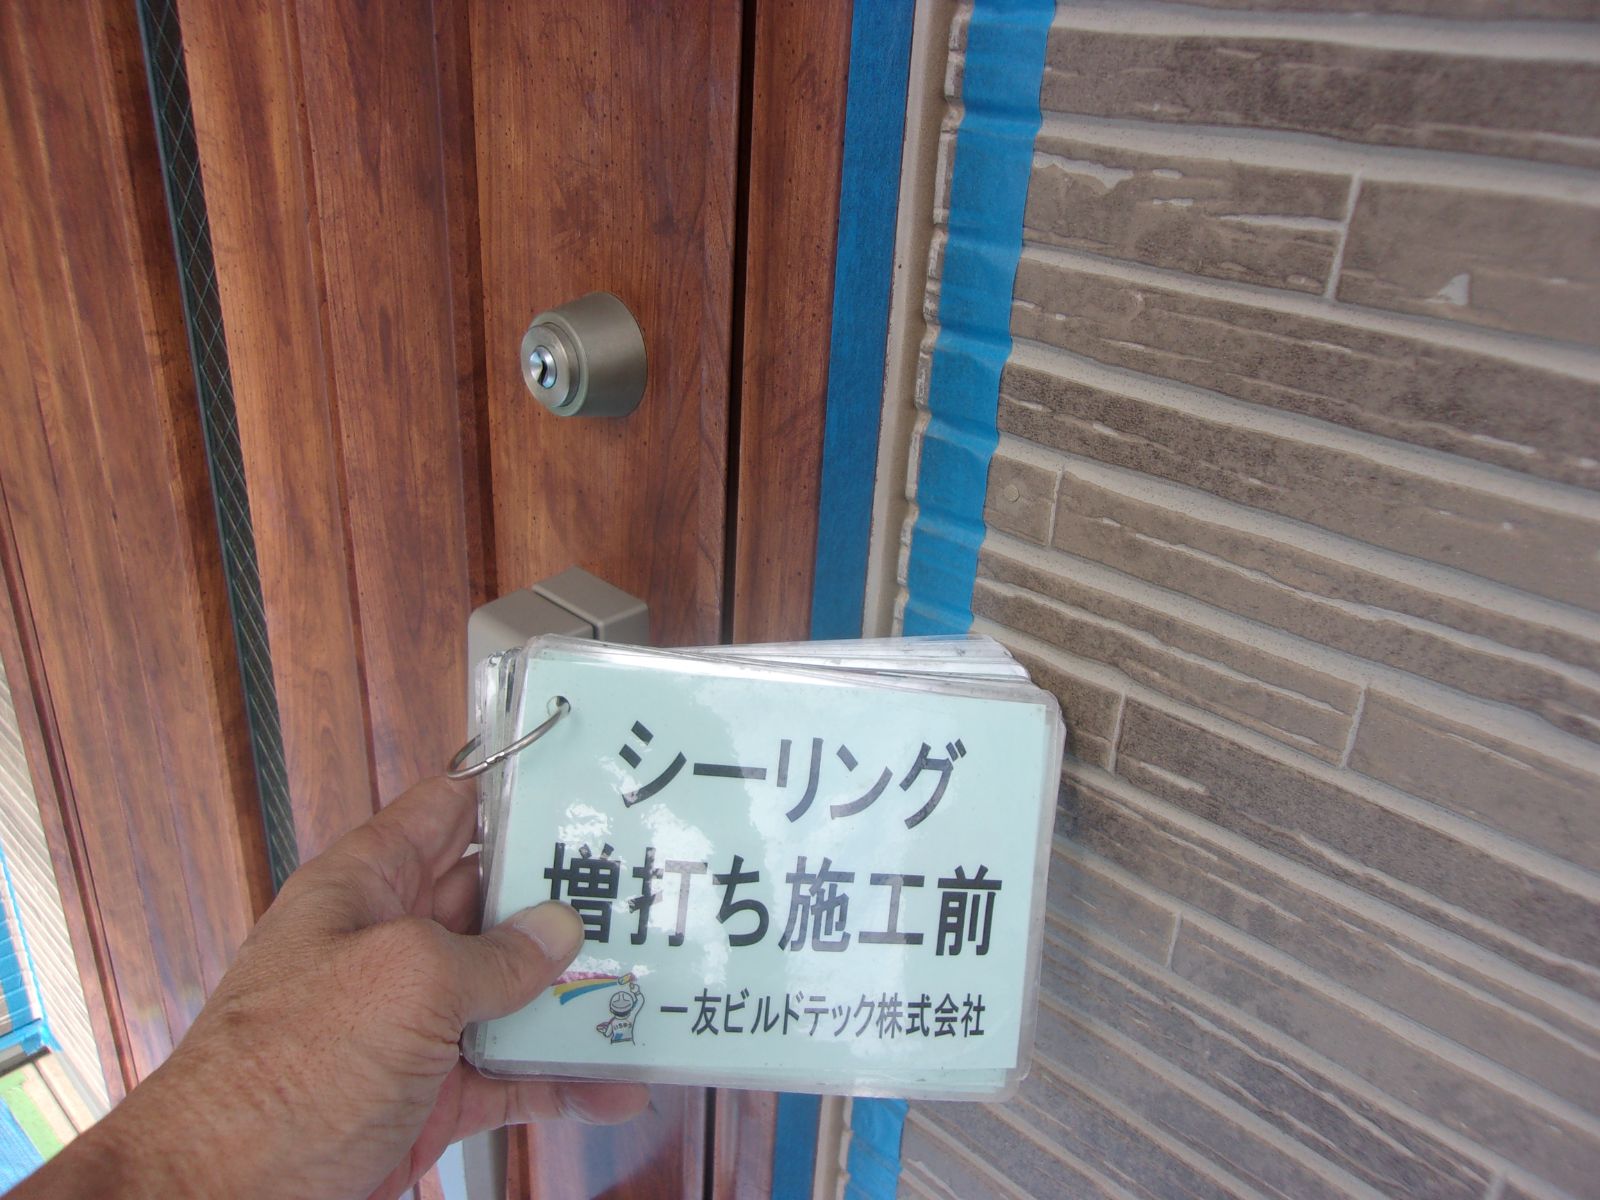 シーリング
増打ち施工前
一友ビルドテック株式会社